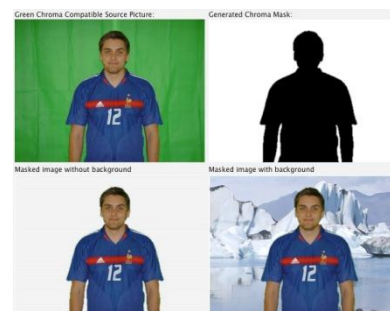 Green Chroma Compatible Source Picture:
Generated Chroma Mask:
12
Masked image without background
Masked image with background
12
12